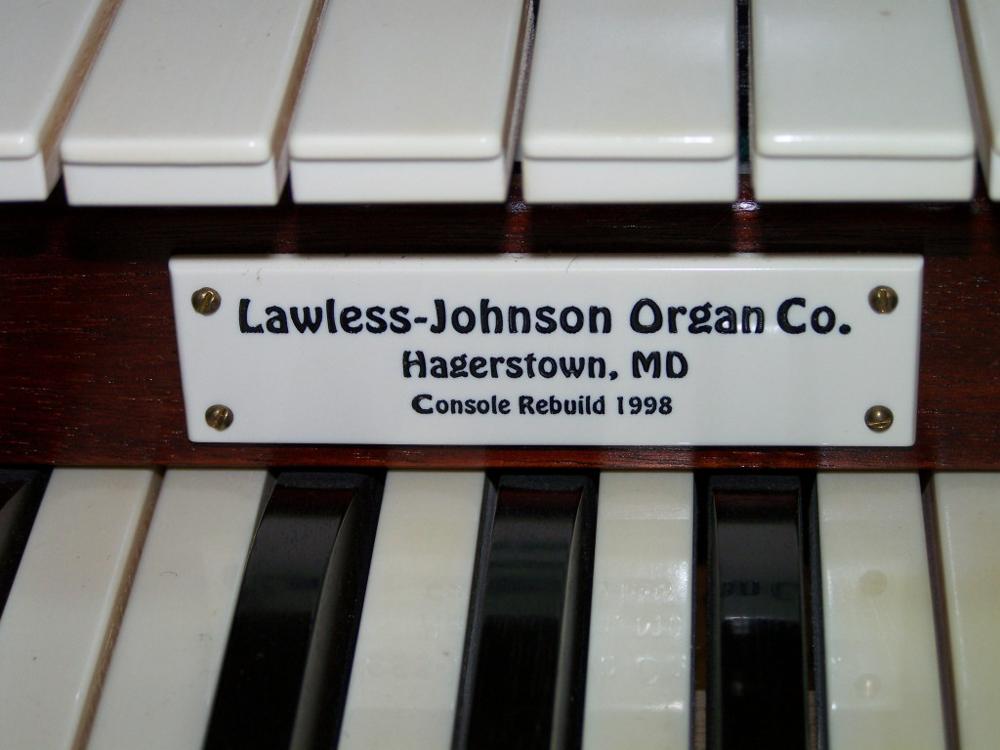 Lawless-Johnson Organ Co.
Hagerstown, MD
Console Rebuild 1998